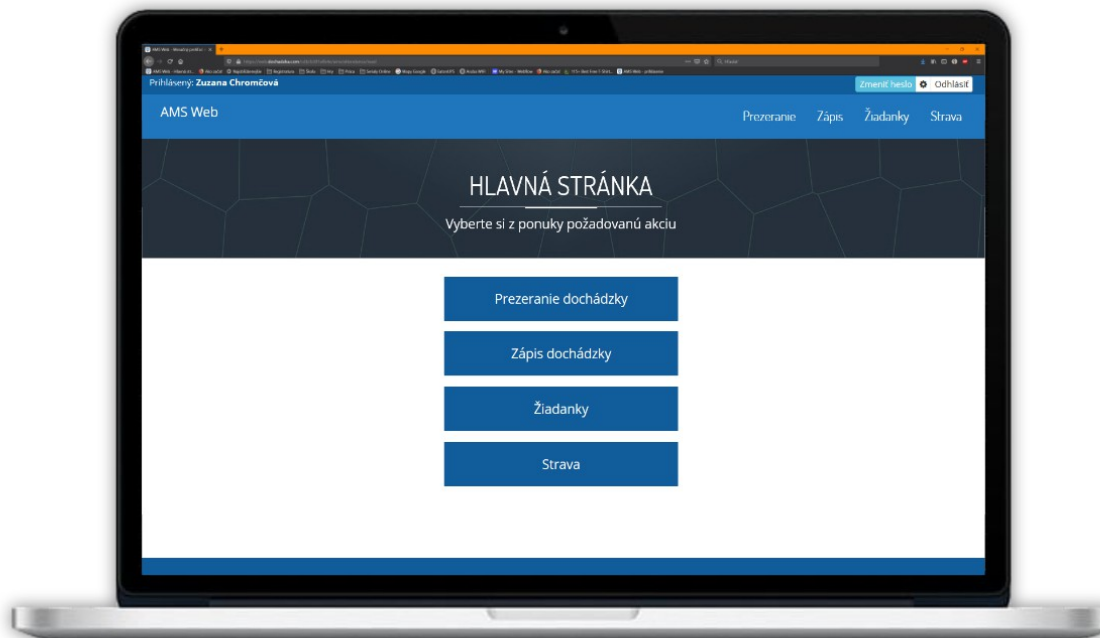 Prihlásený: Zuzana Chromčová
Zmeniť heslo
Odhlásiť
AMS Web
Prezeranie
Zápis
Žiadanky
Strava
HLAVNÁ STRÁNKA
Vyberte si z ponuky požadovanú akciu
Prezeranie dochádzky
Zápis dochádzky
Žiadanky
Strava